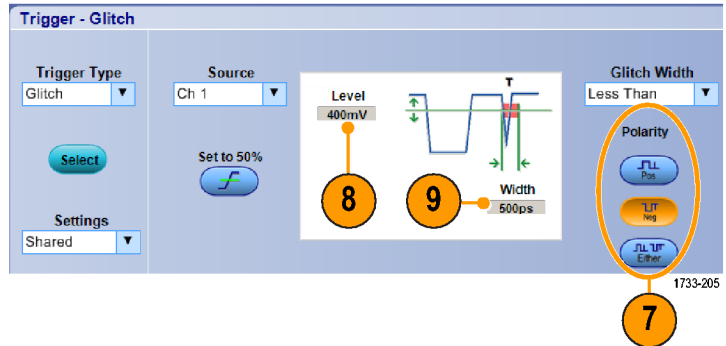 Trigger - Glitch
Trigger Type
Glitch
Select
Settings
Shared
Source
Ch 1
Set to 50%
Level
400mV
8
T
9
Width
500ps
Glitch Width
Less Than
Polarity
Pos
Neg
Either
1733-205
7